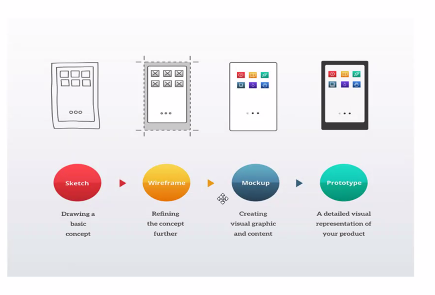 Sketch
Wireframe
Mockup
Prototype
Drawing a
basic
concept
Refining
the concept
further
Creating
visual graphic
and content
A detailed visual
representation of
your product